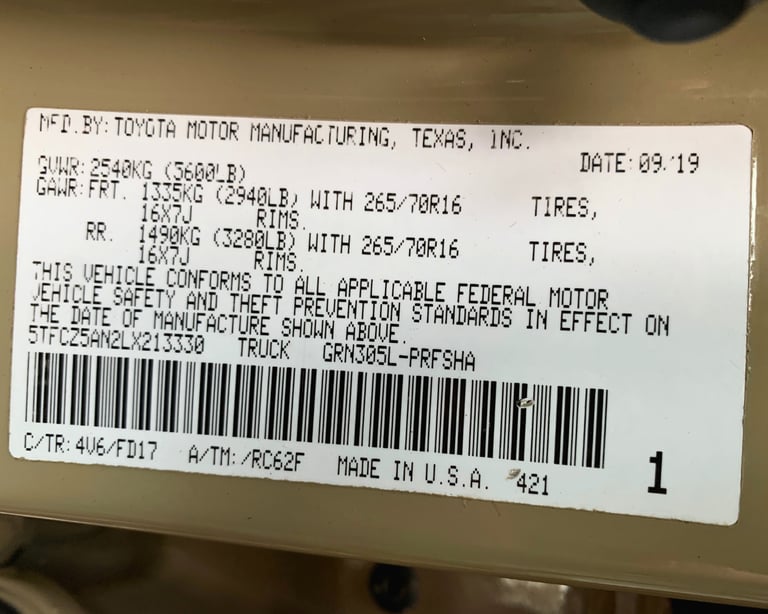 MFD.BY: TOYOTA MOTOR MANUFACTURING, TEXAS, INC.
DATE: 09/19
GVWR: 2540KG (5600LB)
GAWR: FRT. 1335KG (2940LB) WITH 265/70R16 TIRES,
16X7J RIMS.
RR. 1490KG (3280LB) WITH 265/70R16 TIRES,
16X7J RIMS.
THIS VEHICLE CONFORMS TO ALL APPLICABLE FEDERAL MOTOR
VEHICLE SAFETY AND THEFT PREVENTION STANDARDS IN EFFECT ON
THE DATE OF MANUFACTURE SHOWN ABOVE.
5TFCZ5AN2LX213330 TRUCK GRN305L-PRFSHA
C/TR: 4V6/FD17 A/TM: /RC62F MADE IN U.S.A. 421
1